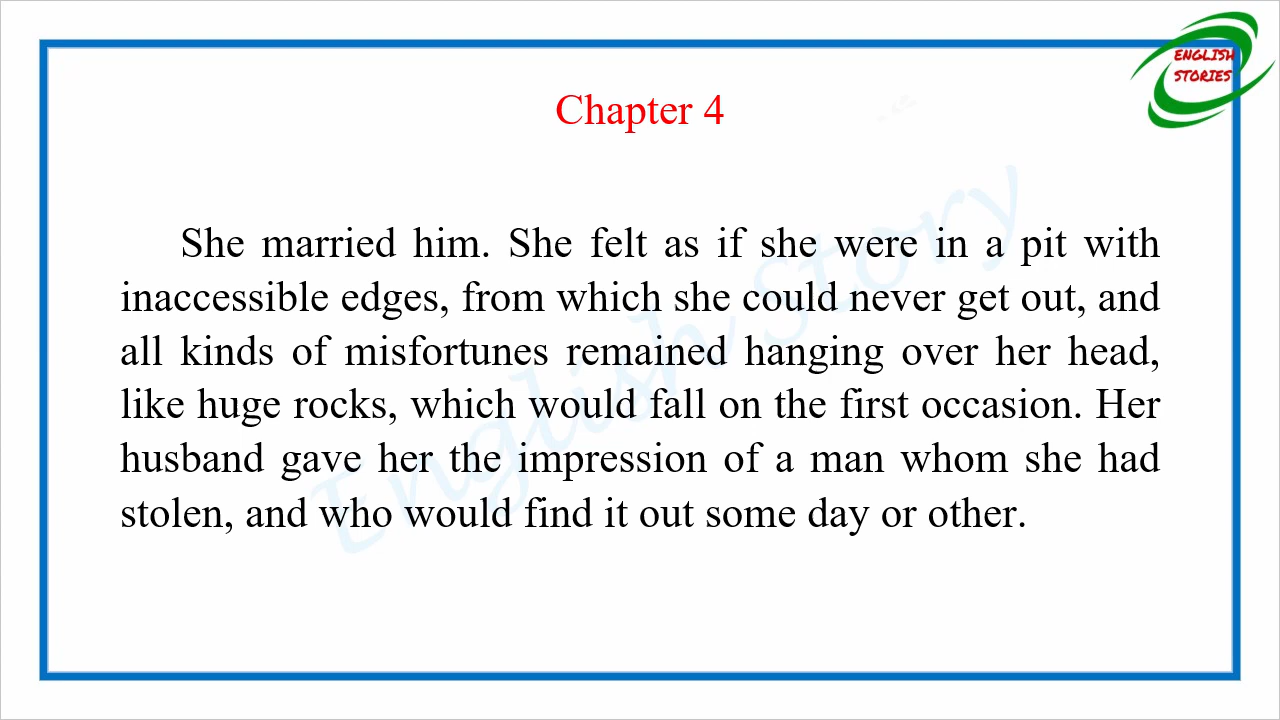 ENGLISH
STORIES
Chapter 4
She married him. She felt as if she were in a pit with
inaccessible edges, from which she could never get out, and
all kinds of misfortunes remained hanging over her head,
like huge rocks, which would fall on the first occasion. Her
husband gave her the impression of a man whom she had
stolen, and who would find it out some day or other.
English Story